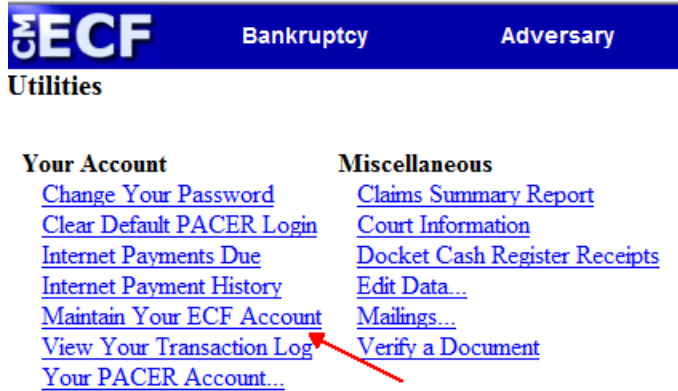 CM ECF Bankruptcy Adversary
Utilities
Your Account
Change Your Password
Clear Default PACER Login
Internet Payments Due
Internet Payment History
Maintain Your ECF Account
View Your Transaction Log
Your PACER Account...
Miscellaneous
Claims Summary Report
Court Information
Docket Cash Register Receipts
Edit Data...
Mailings...
Verify a Document